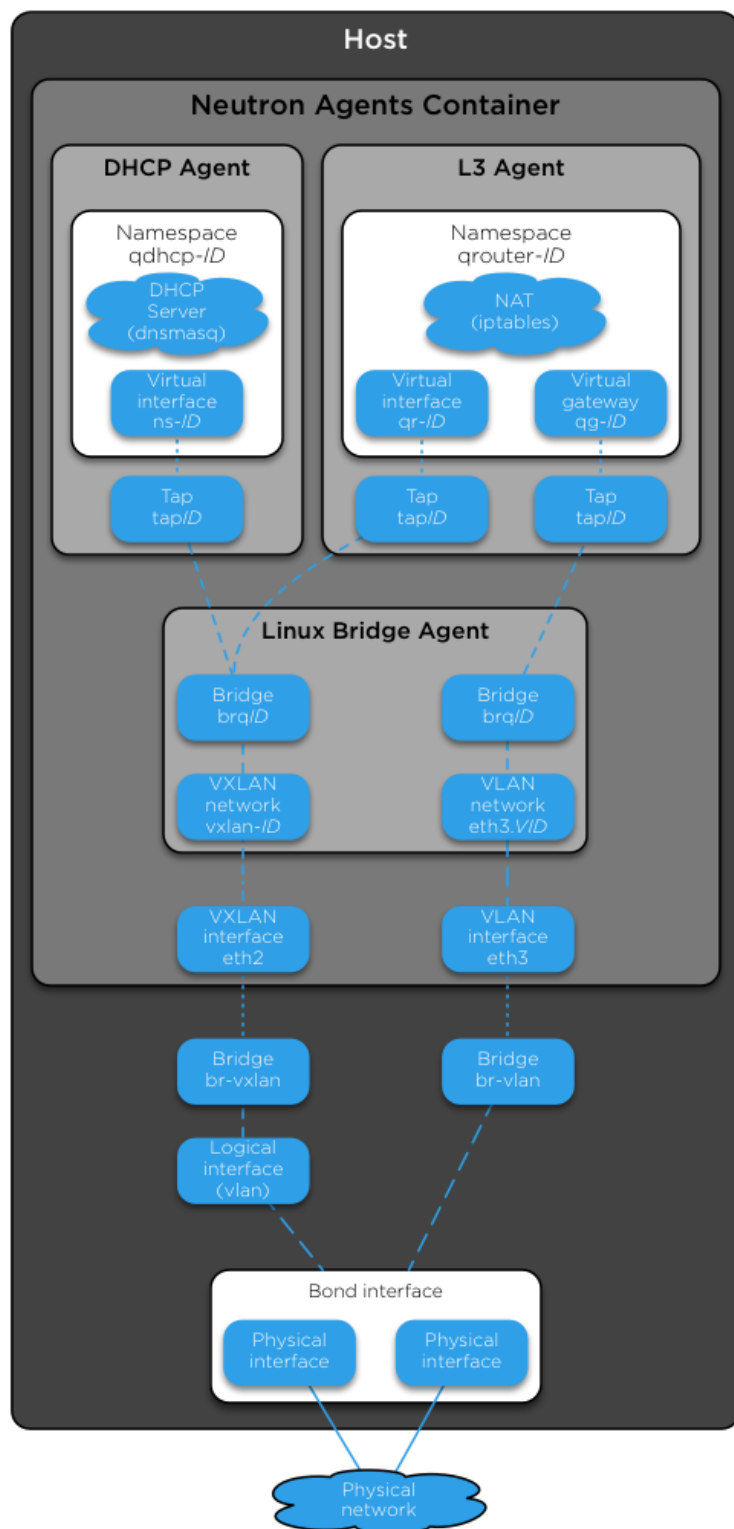 Host
Neutron Agents Container
DHCP Agent
L3 Agent
Namespace
qdhcp-ID
DHCP
Server
(dnsmasq)
Virtual
interface
ns-ID
Tap
tapID
Namespace
qrouter-ID
NAT
(iptables)
Virtual
interface
qr-ID
Virtual
gateway
qg-ID
Tap
tapID
Tap
tapID
Linux Bridge Agent
Bridge
brqID
Bridge
brqID
VXLAN
network
vxlan-ID
VLAN
network
eth3.VID
VXLAN
interface
eth2
VLAN
interface
eth3
Bridge
br-vxlan
Bridge
br-vlan
Logical
interface
(vlan)
Bond interface
Physical
interface
Physical
interface
Physical
network